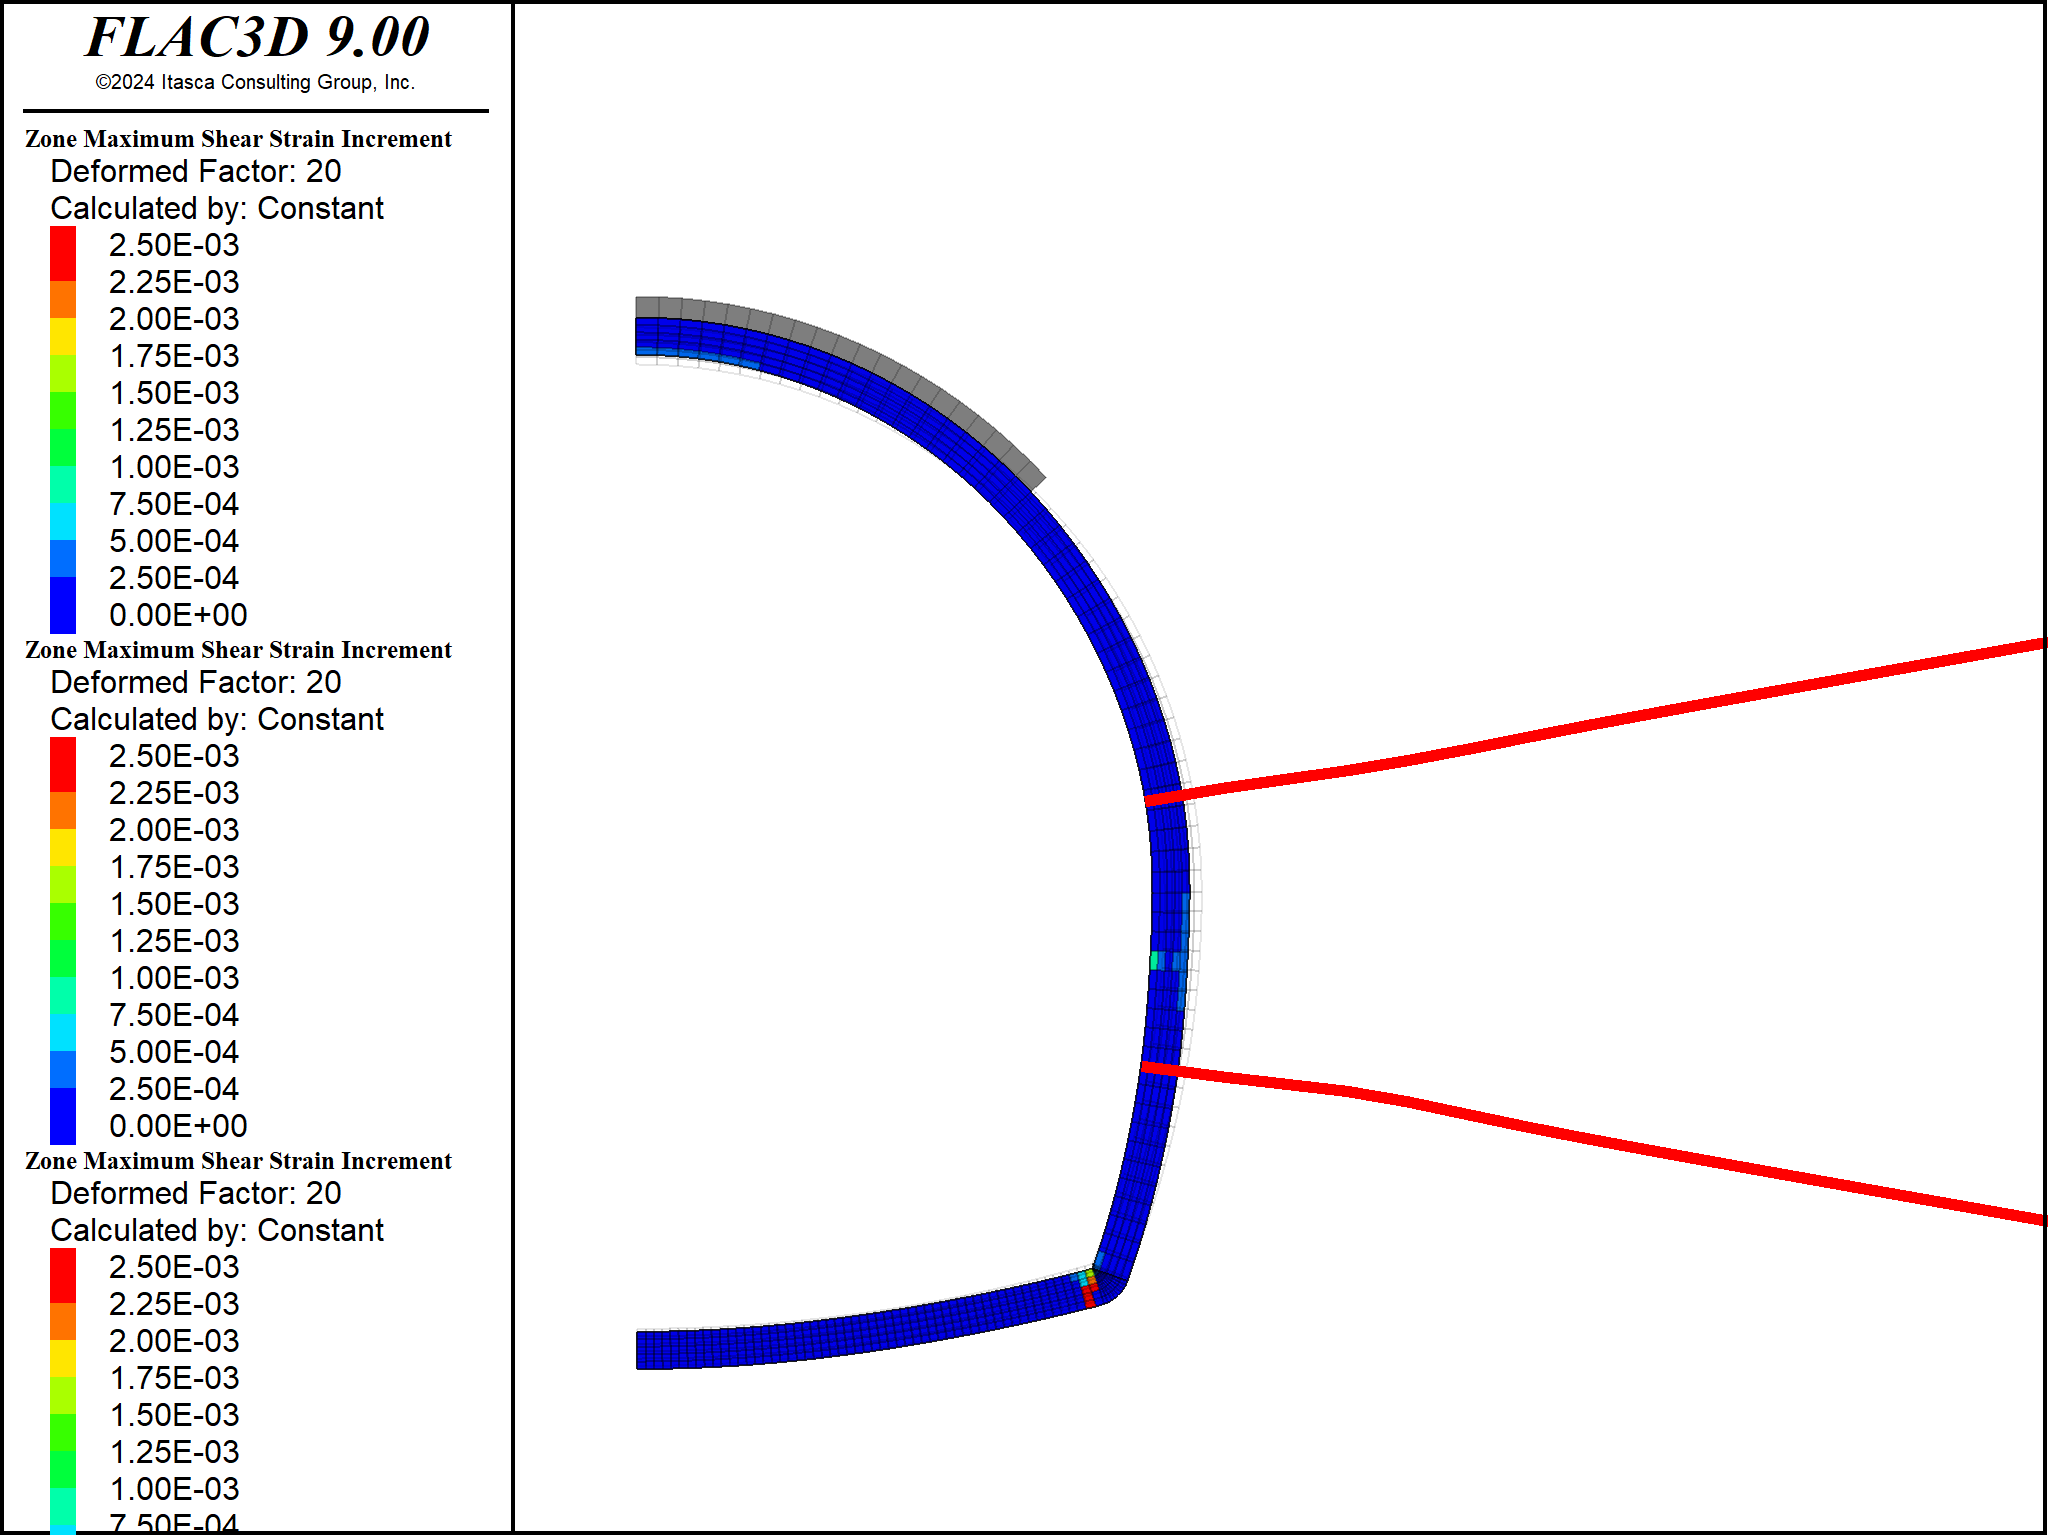 FLAC3D 9.00
©2024 Itasca Consulting Group, Inc.
Zone Maximum Shear Strain Increment
Deformed Factor: 20
Calculated by: Constant
2.50E-03
2.25E-03
2.00E-03
1.75E-03
1.50E-03
1.25E-03
1.00E-03
7.50E-04
5.00E-04
2.50E-04
0.00E+00
Zone Maximum Shear Strain Increment
Deformed Factor: 20
Calculated by: Constant
2.50E-03
2.25E-03
2.00E-03
1.75E-03
1.50E-03
1.25E-03
1.00E-03
7.50E-04
5.00E-04
2.50E-04
0.00E+00
Zone Maximum Shear Strain Increment
Deformed Factor: 20
Calculated by: Constant
2.50E-03
2.25E-03
2.00E-03
1.75E-03
1.50E-03
1.25E-03
1.00E-03
7.50E-04